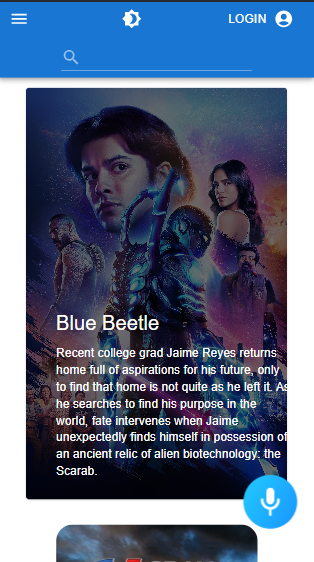 LOGIN
Blue Beetle
Recent college grad Jaime Reyes returns
home full of aspirations for his future, only
to find that home is not quite as he left it. As
he searches to find his purpose in the
world, fate intervenes when Jaime
unexpectedly finds himself in possession of
an ancient relic of alien biotechnology: the
Scarab.